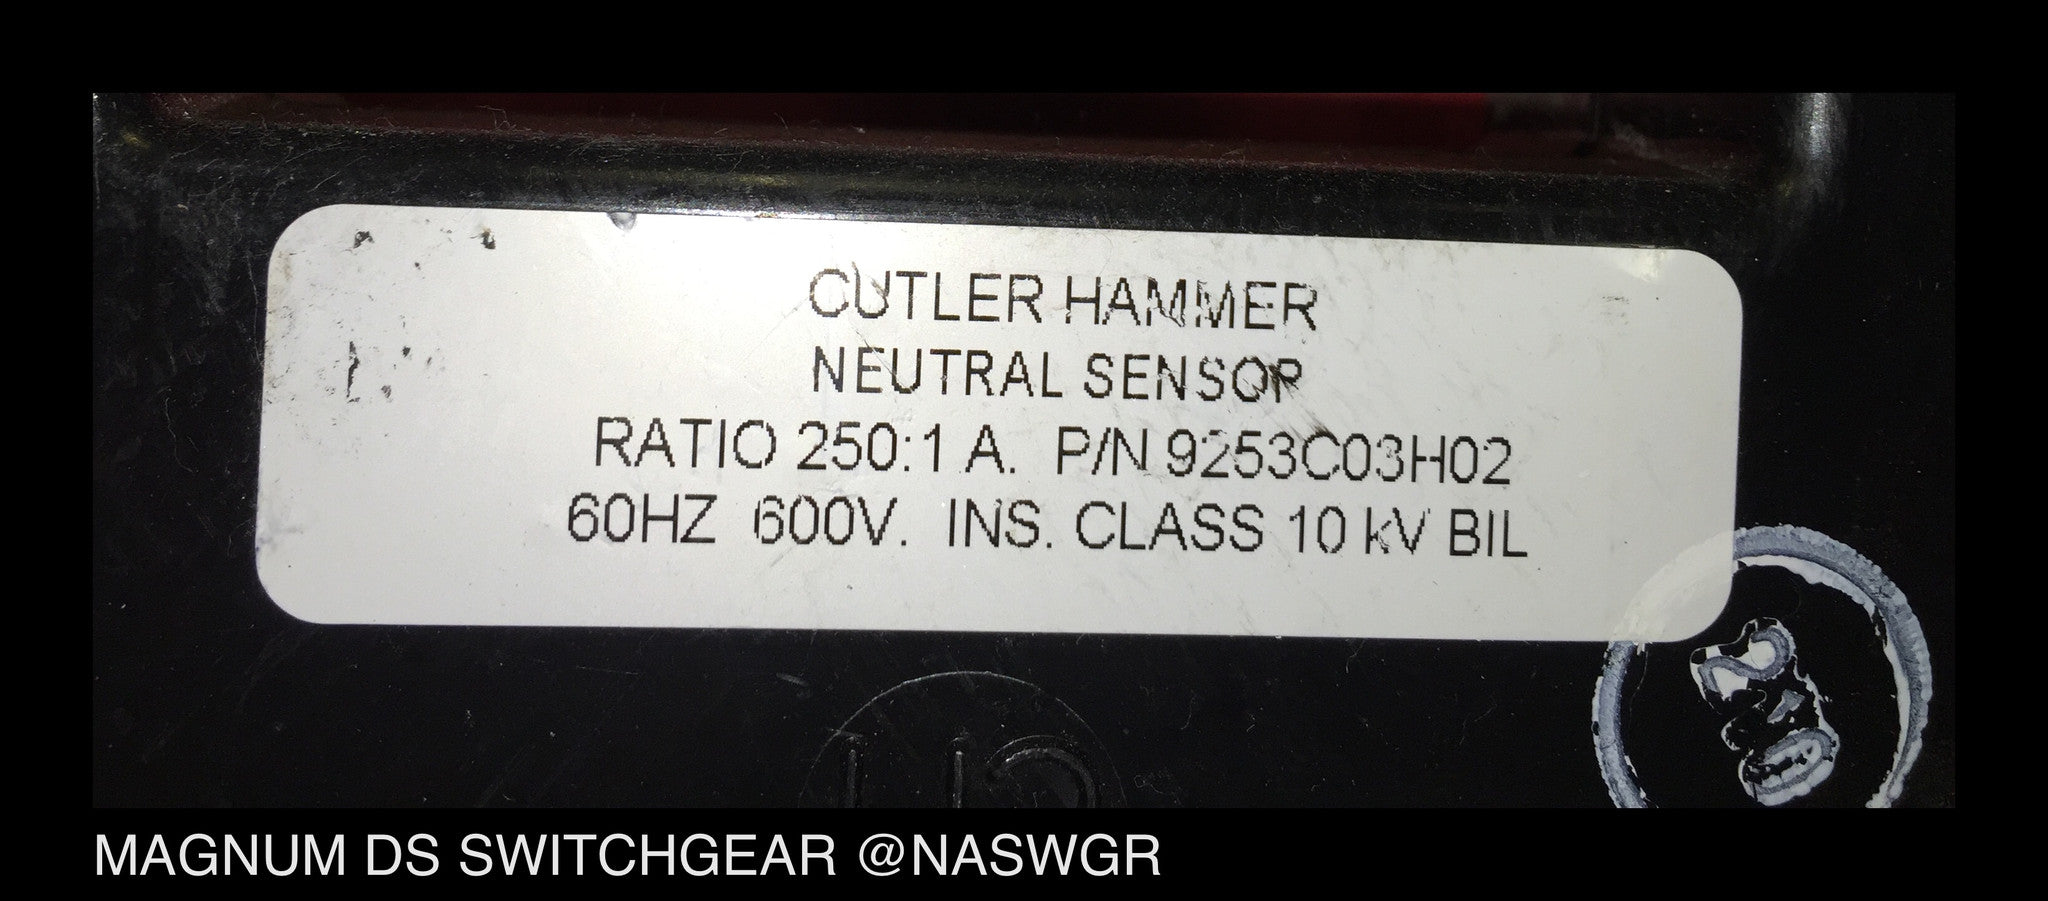 CUTLER HAMMER
NEUTRAL SENSOR
RATIO 250:1 A. P/N 9253C03H02
60HZ 600V. INS. CLASS 10 kV BIL
MAGNUM DS SWITCHGEAR @NASWGR